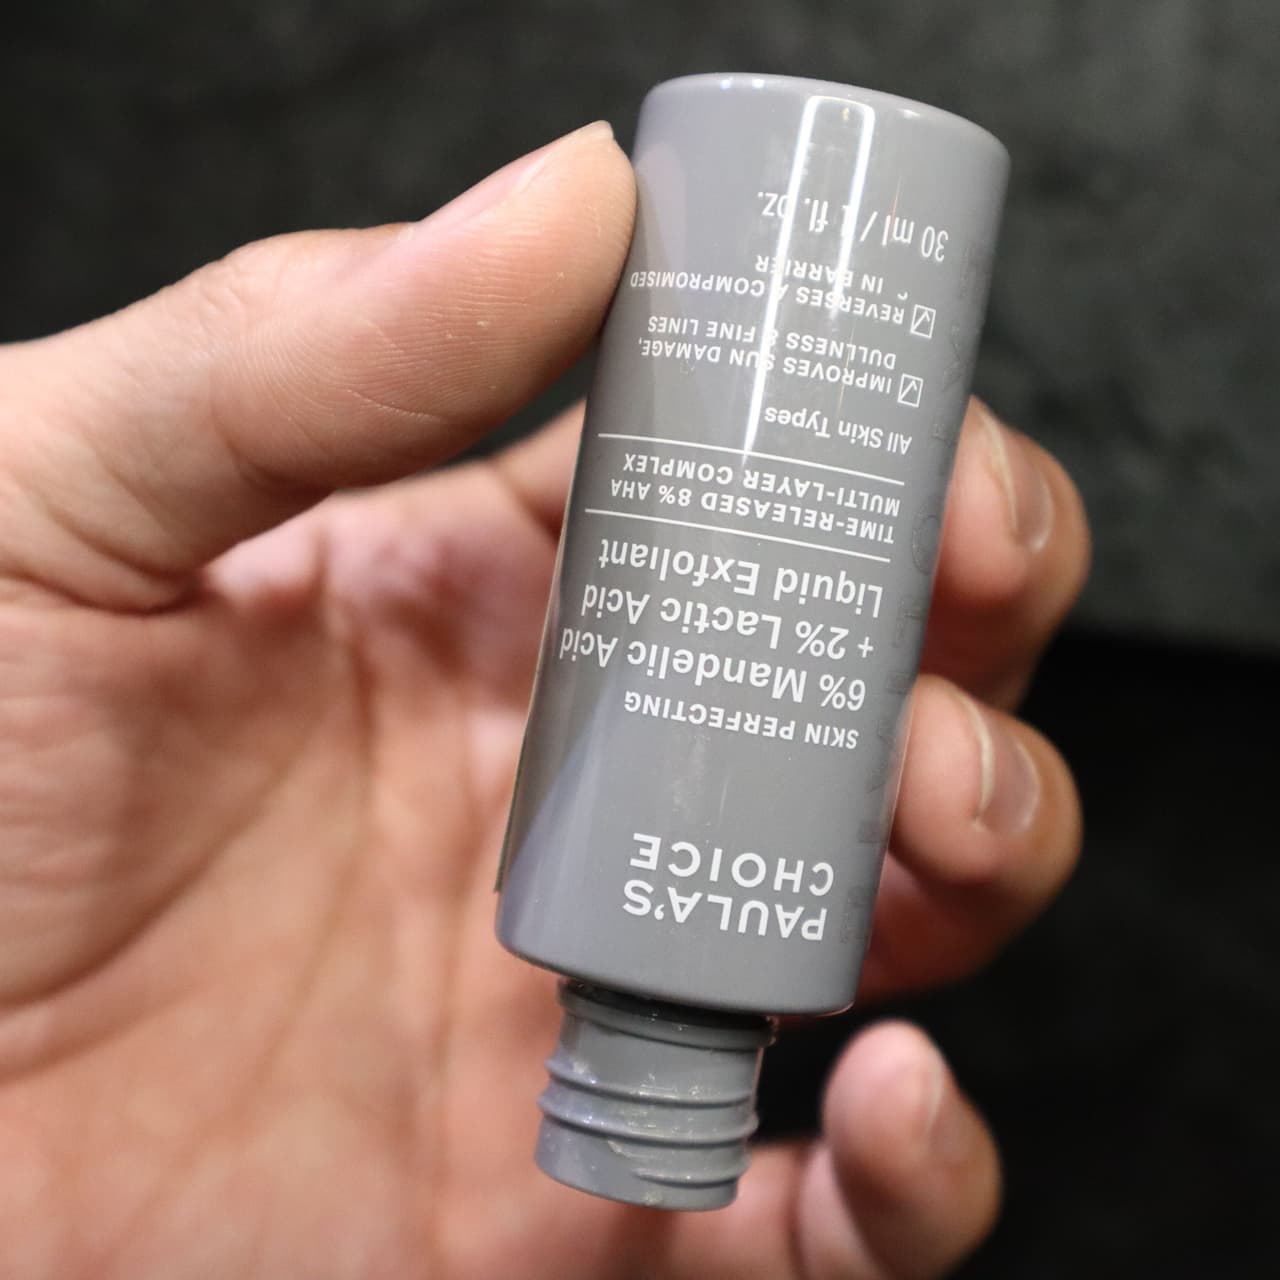 PAULA'S
CHOICE
SKIN PERFECTING
6% Mandelic Acid
+ 2% Lactic Acid
Liquid Exfoliant
TIME-RELEASED 8% AHA
MULTI-LAYER COMPLEX
All Skin Types
IMPROVES SUN DAMAGE,
DULLNESS & FINE LINES
REVERSES A COMPROMISED
IN BARRIER
30 ml / 1 fl. oz.